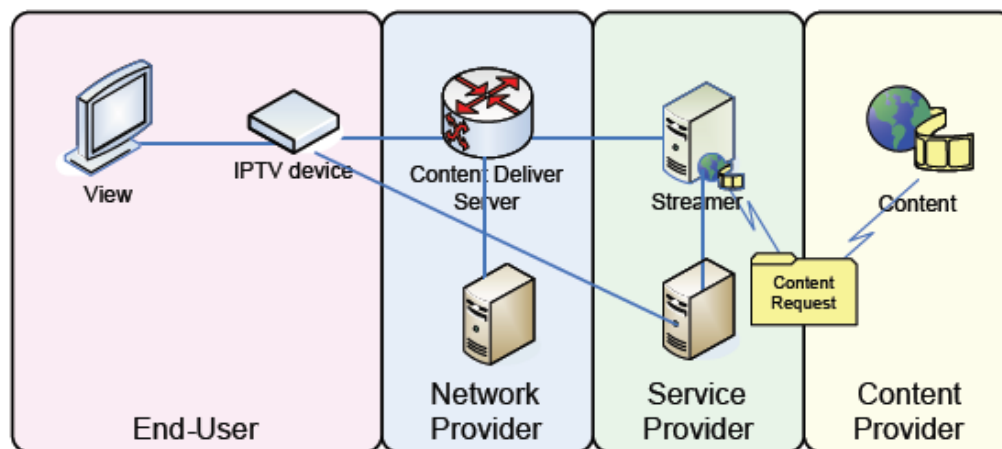 View
IPTV device
Content Deliver
Server
Streamer
Content
Content
Request
End-User
Network
Provider
Service
Provider
Content
Provider